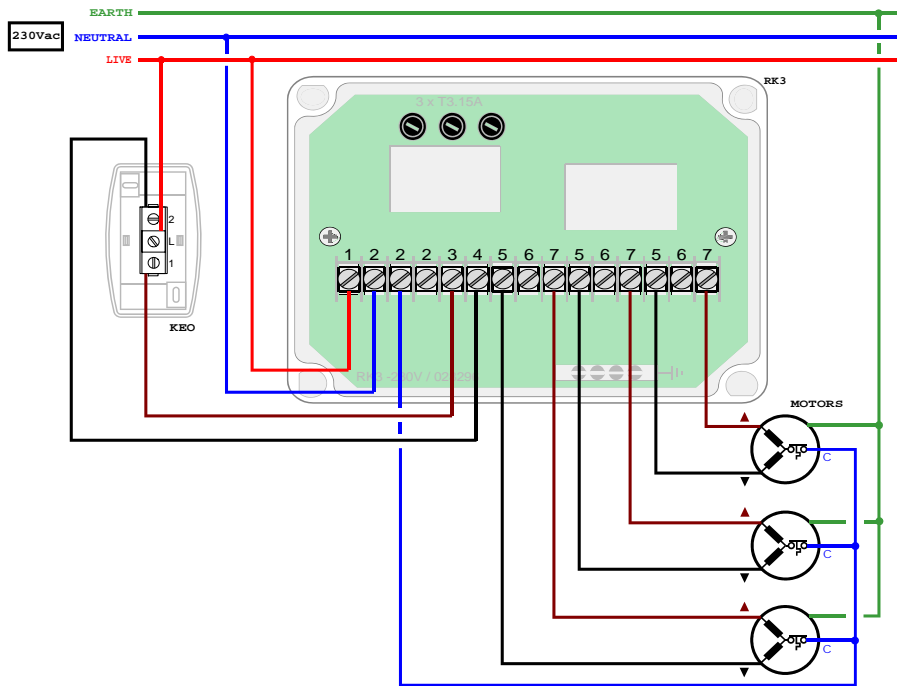 EARTH
230Vac NEUTRAL
LIVE
RK3
3 x T3.15A
2
L
1
KEO
1 2 2 2 3 4 5 6 7 5 6 7 5 6 7
MOTORS
C
C
C